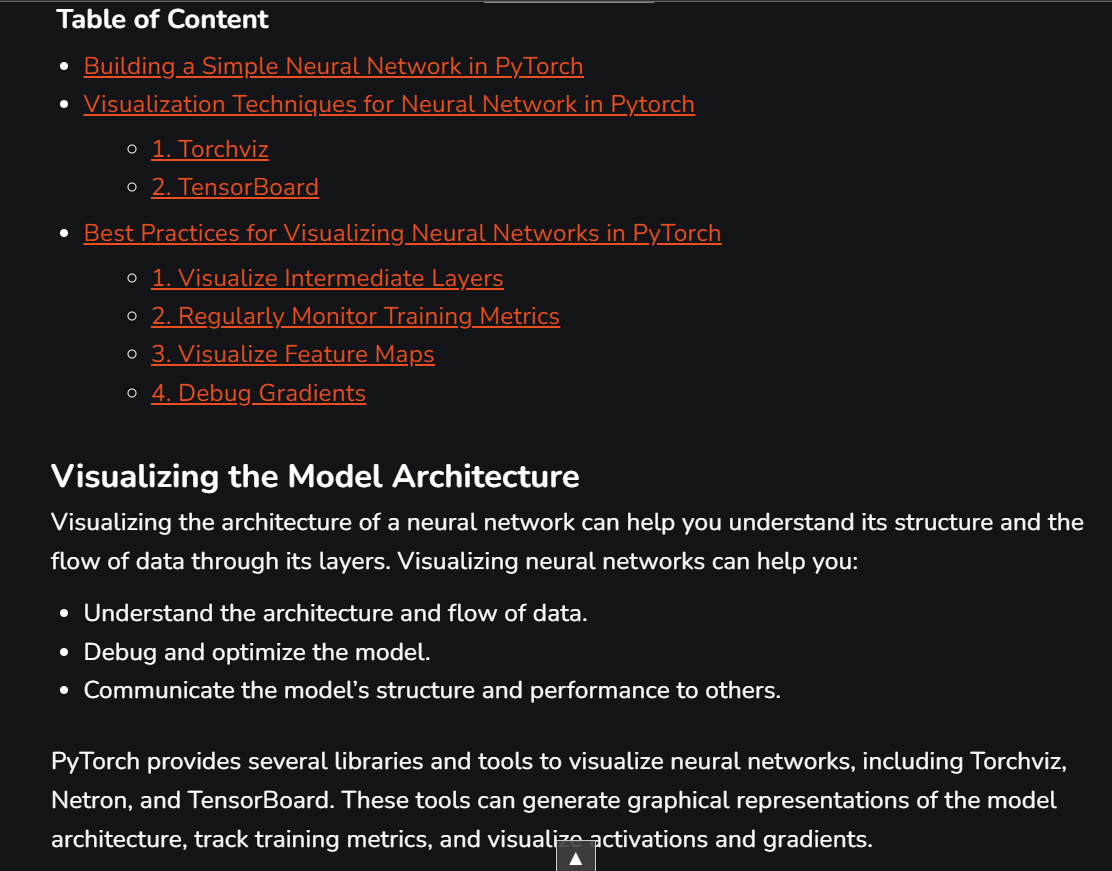 Table of Content
Building a Simple Neural Network in PyTorch
Visualization Techniques for Neural Network in Pytorch
1. Torchviz
2. TensorBoard
Best Practices for Visualizing Neural Networks in PyTorch
1. Visualize Intermediate Layers
2. Regularly Monitor Training Metrics
3. Visualize Feature Maps
4. Debug Gradients
Visualizing the Model Architecture
Visualizing the architecture of a neural network can help you understand its structure and the
flow of data through its layers. Visualizing neural networks can help you:
Understand the architecture and flow of data.
Debug and optimize the model.
Communicate the model’s structure and performance to others.
PyTorch provides several libraries and tools to visualize neural networks, including Torchviz,
Netron, and TensorBoard. These tools can generate graphical representations of the model
architecture, track training metrics, and visualize activations and gradients.